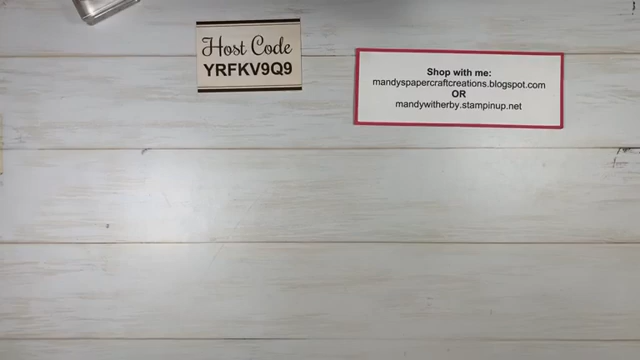 Host Code
YRFKV9Q9
Shop with me:
mandyspapercraftcreations.blogspot.com
OR
mandywitherby.stampinup.net